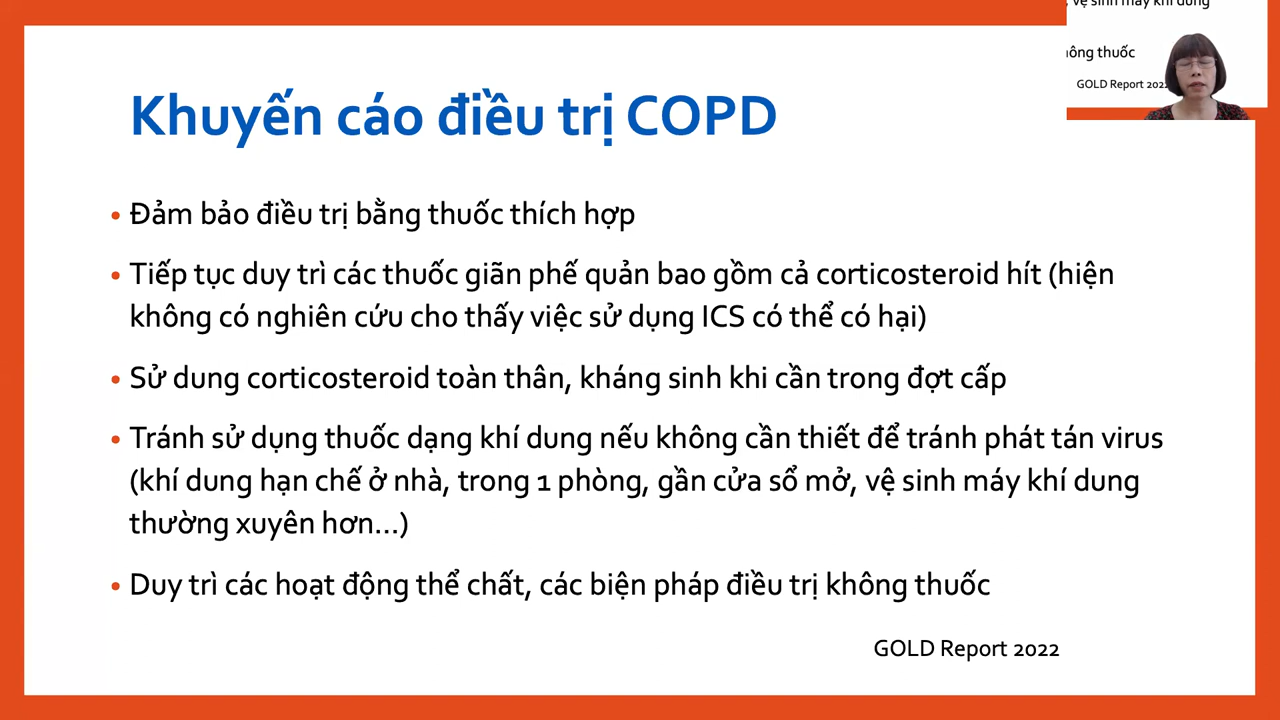 , vệ sinh máy khí dung
ông thuốc
GOLD Report 2022
Khuyến cáo điều trị COPD
• Đảm bảo điều trị bằng thuốc thích hợp
• Tiếp tục duy trì các thuốc giãn phế quản bao gồm cả corticosteroid hít (hiện
không có nghiên cứu cho thấy việc sử dụng ICS có thể có hại)
• Sử dung corticosteroid toàn thân, kháng sinh khi cần trong đợt cấp
• Tránh sử dụng thuốc dạng khí dung nếu không cần thiết để tránh phát tán virus
(khí dung hạn chế ở nhà, trong 1 phòng, gần cửa sổ mở, vệ sinh máy khí dung
thường xuyên hơn...)
• Duy trì các hoạt động thể chất, các biện pháp điều trị không thuốc
GOLD Report 2022